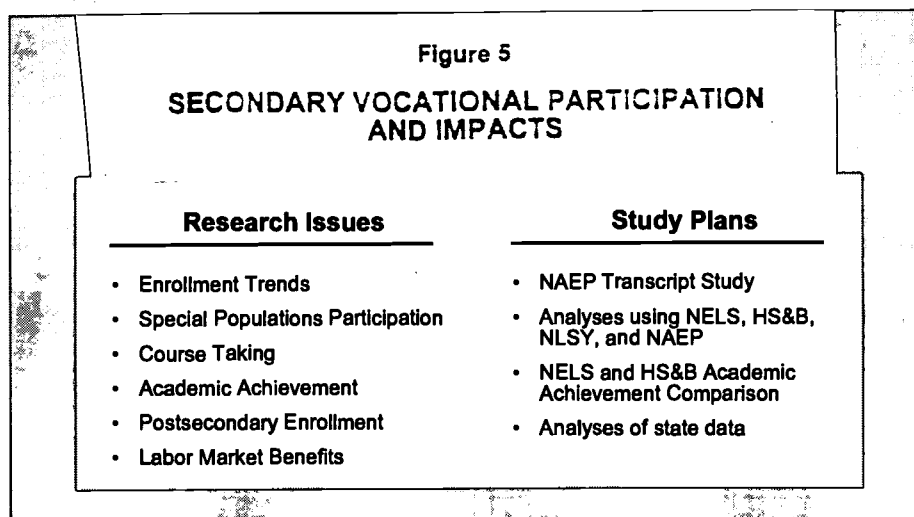 Figure 5
SECONDARY VOCATIONAL PARTICIPATION
AND IMPACTS
Research Issues
• Enrollment Trends
• Special Populations Participation
• Course Taking
• Academic Achievement
• Postsecondary Enrollment
• Labor Market Benefits
Study Plans
• NAEP Transcript Study
• Analyses using NELS, HS&B,
NLSY, and NAEP
• NELS and HS&B Academic
Achievement Comparison
• Analyses of state data